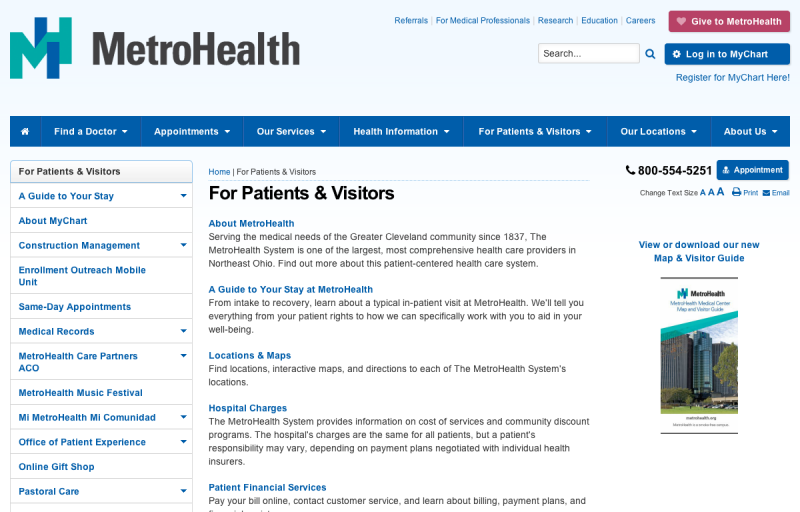 Referrals | For Medical Professionals | Research | Education | Careers
Give to MetroHealth
MetroHealth
Search...
Log in to MyChart
Register for MyChart Here!
Find a Doctor
Appointments
Our Services
Health Information
For Patients & Visitors
Our Locations
About Us
For Patients & Visitors
A Guide to Your Stay
About MyChart
Construction Management
Enrollment Outreach Mobile
Unit
Same-Day Appointments
Medical Records
MetroHealth Care Partners
ACO
MetroHealth Music Festival
Mi MetroHealth Mi Comunidad
Office of Patient Experience
Online Gift Shop
Pastoral Care
Home | For Patients & Visitors
For Patients & Visitors
About MetroHealth
Serving the medical needs of the Greater Cleveland community since 1837, The
MetroHealth System is one of the largest, most comprehensive health care providers in
Northeast Ohio. Find out more about this patient-centered health care system.
A Guide to Your Stay at MetroHealth
From intake to recovery, learn about a typical in-patient visit at MetroHealth. We'll tell you
everything from your patient rights to how we can specifically work with you to aid in your
well-being.
Locations & Maps
Find locations, interactive maps, and directions to each of The MetroHealth System's
locations.
Hospital Charges
The MetroHealth System provides information on cost of services and community discount
programs. The hospital's charges are the same for all patients, but a patient's
responsibility may vary, depending on payment plans negotiated with individual health
insurers.
Patient Financial Services
Pay your bill online, contact customer service, and learn about billing, payment plans, and
800-554-5251
Appointment
Change Text Size A A A Print Email
View or download our new
Map & Visitor Guide
MetroHealth
MetroHealth Medical Center
Map and Visitor Guide
metrohealth.org